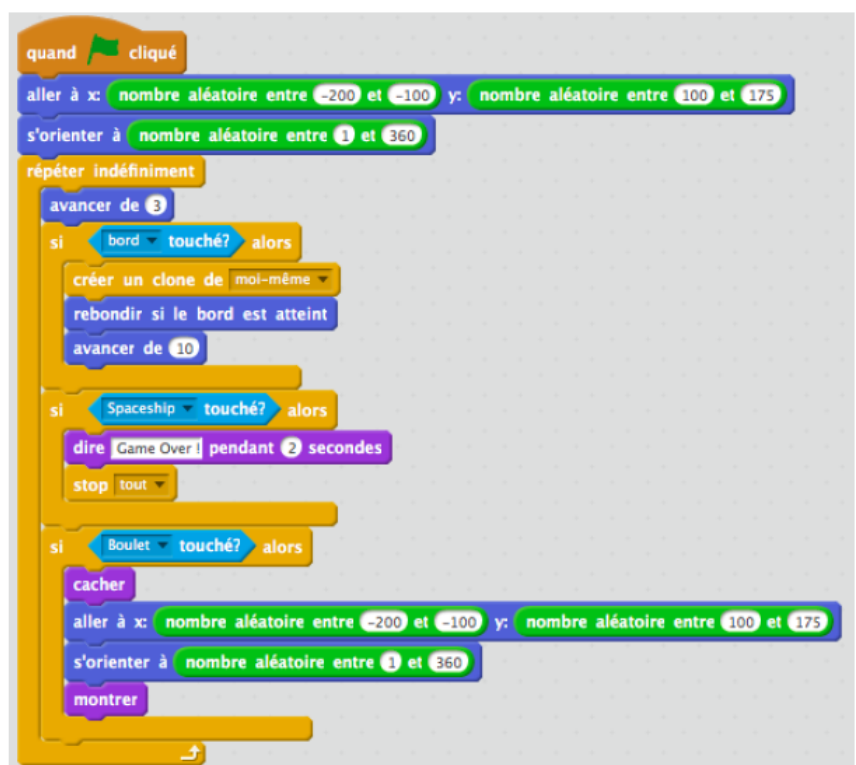 quand cliqué
aller à x: nombre aléatoire entre -200 et -100 y: nombre aléatoire entre 100 et 175
s'orienter à nombre aléatoire entre 1 et 360
répéter indéfiniment
avancer de 3
si bord touché? alors
créer un clone de moi-même
rebondir si le bord est atteint
avancer de 10
si Spaceship touché? alors
dire Game Over ! pendant 2 secondes
stop tout
si Boulet touché? alors
cacher
aller à x: nombre aléatoire entre -200 et -100 y: nombre aléatoire entre 100 et 175
s'orienter à nombre aléatoire entre 1 et 360
montrer